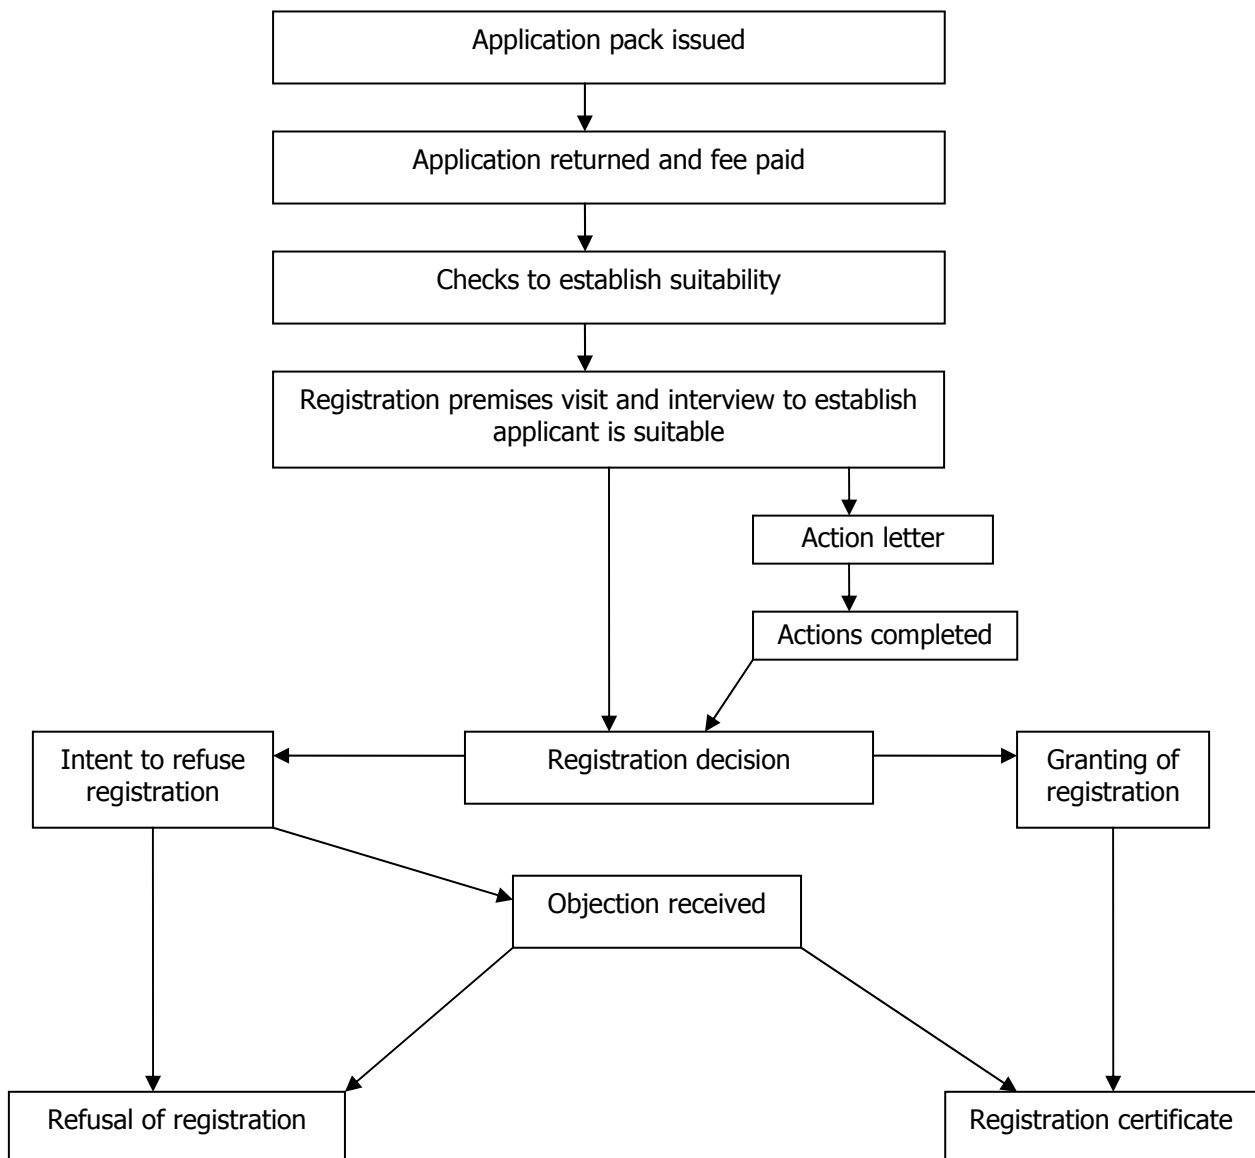 Application pack issued
Application returned and fee paid
Checks to establish suitability
Registration premises visit and interview to establish
applicant is suitable
Action letter
Actions completed
Intent to refuse
registration
Registration decision
Granting of
registration
Objection received
Refusal of registration
Registration certificate